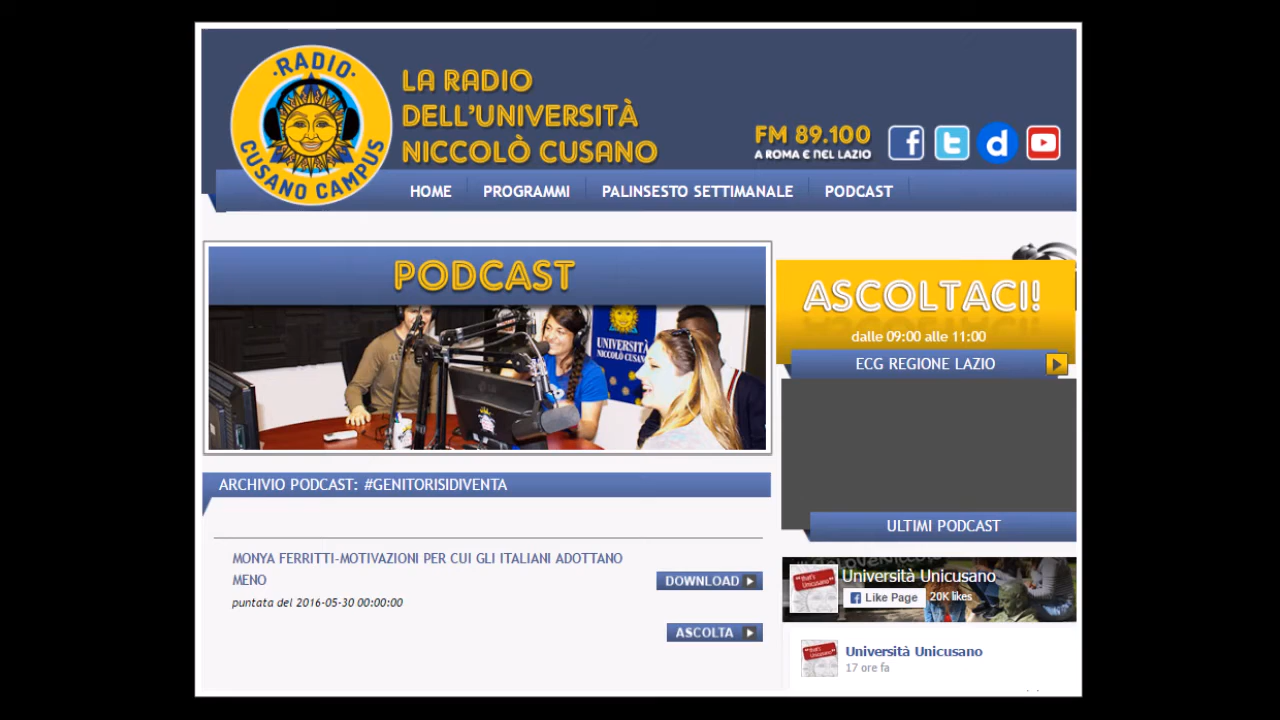 ·RADIO·
CUSANO CAMPUS
LA RADIO
DELL'UNIVERSITÀ
NICCOLÒ CUSANO
FM 89.100
A ROMA E NEL LAZIO
HOME
PROGRAMMI
PALINSESTO SETTIMANALE
PODCAST
PODCAST
UNIVERSITÀ
NICCOLÒ CUSANO
ASCOLTACI!
dalle 09:00 alle 11:00
ECG REGIONE LAZIO
ARCHIVIO PODCAST: #GENITORISIDIVENTA
MONYA FERRITTI-MOTIVAZIONI PER CUI GLI ITALIANI ADOTTANO
MENO
puntata del 2016-05-30 00:00:00
DOWNLOAD
ASCOLTA
ULTIMI PODCAST
Università Unicusano
Like Page
20K likes
Università Unicusano
17 ore fa